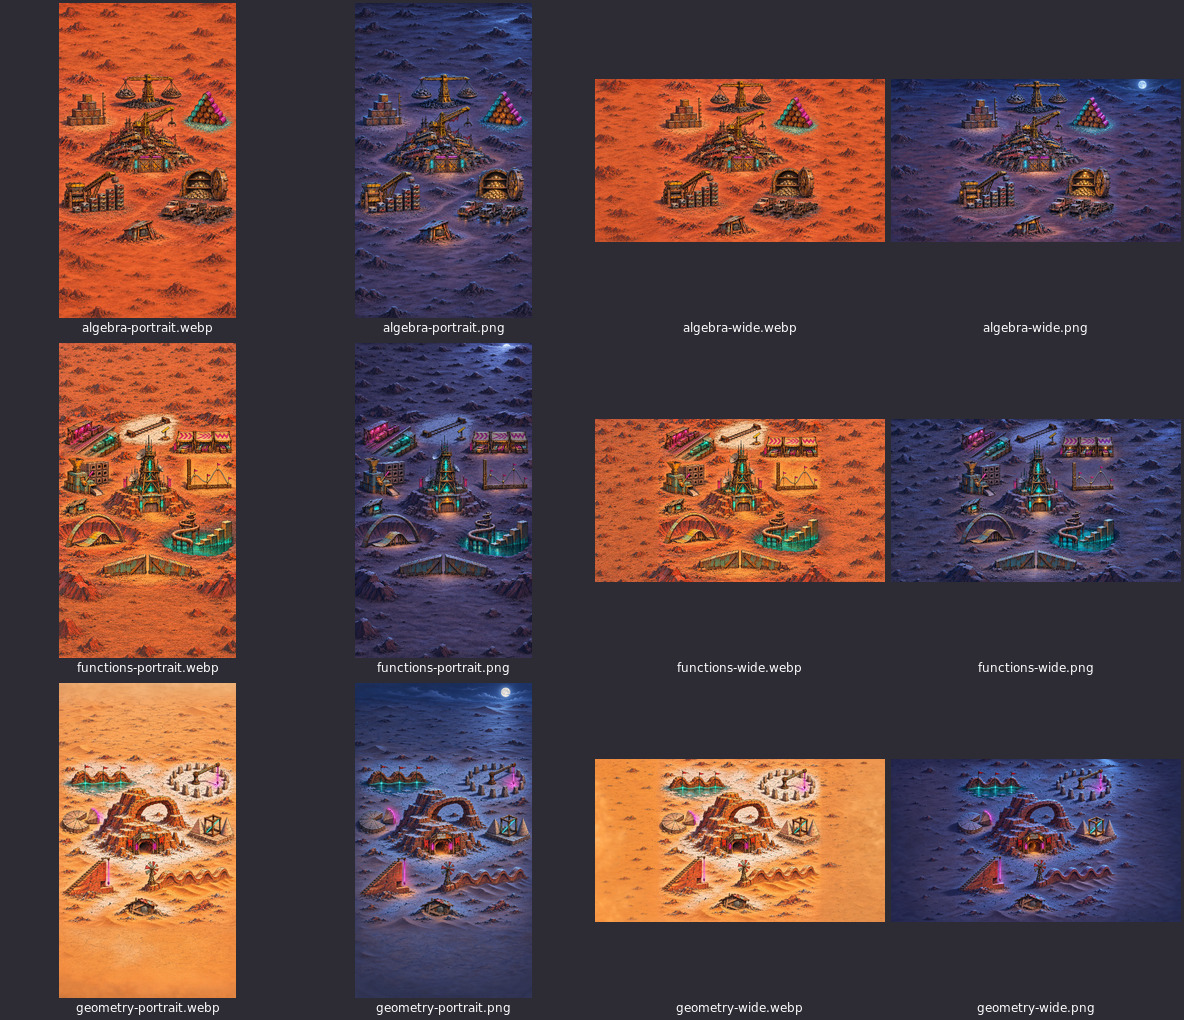 algebra-portrait.webp
algebra-portrait.png
algebra-wide.webp
algebra-wide.png
functions-portrait.webp
functions-portrait.png
functions-wide.webp
functions-wide.png
geometry-portrait.webp
geometry-portrait.png
geometry-wide.webp
geometry-wide.png